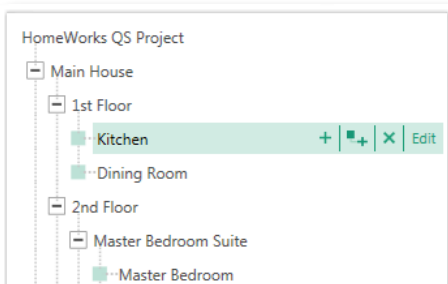 HomeWorks QS Project
Main House
1st Floor
Kitchen Edit
Dining Room
2nd Floor
Master Bedroom Suite
Master Bedroom